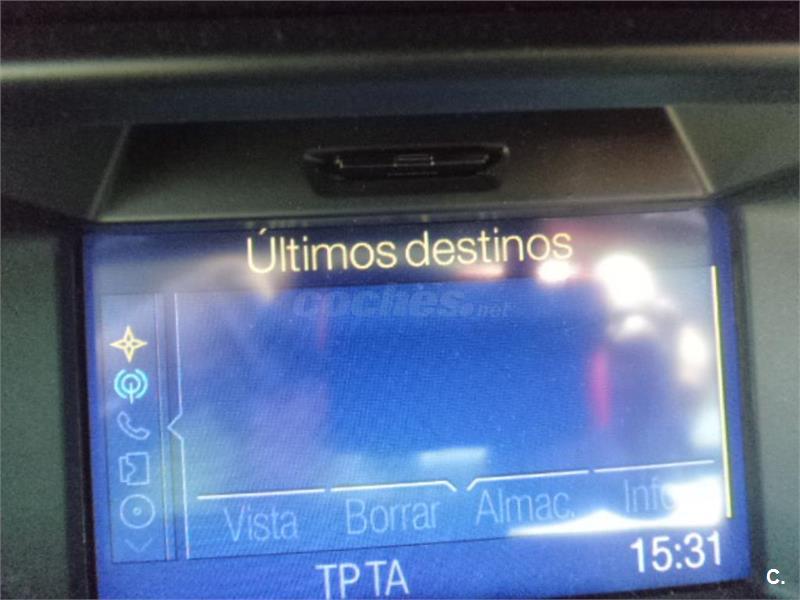 Últimos destinos
coches.net
Vista Borrar Almac. Info
15:31
TP TA
C.